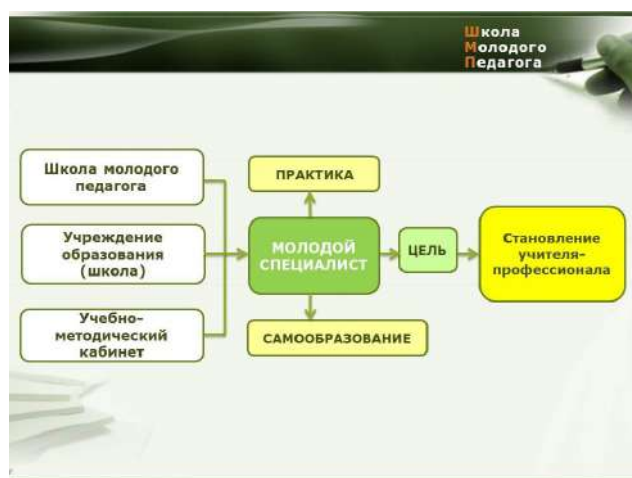 Школа
Молодого
Педагога
Школа молодого
педагога
ПРАКТИКА
Учреждение
образования
(школа)
МОЛОДОЙ
СПЕЦИАЛИСТ
ЦЕЛЬ
Становление
учителя-
профессионала
Учебно-
методический
кабинет
САМООБРАЗОВАНИЕ